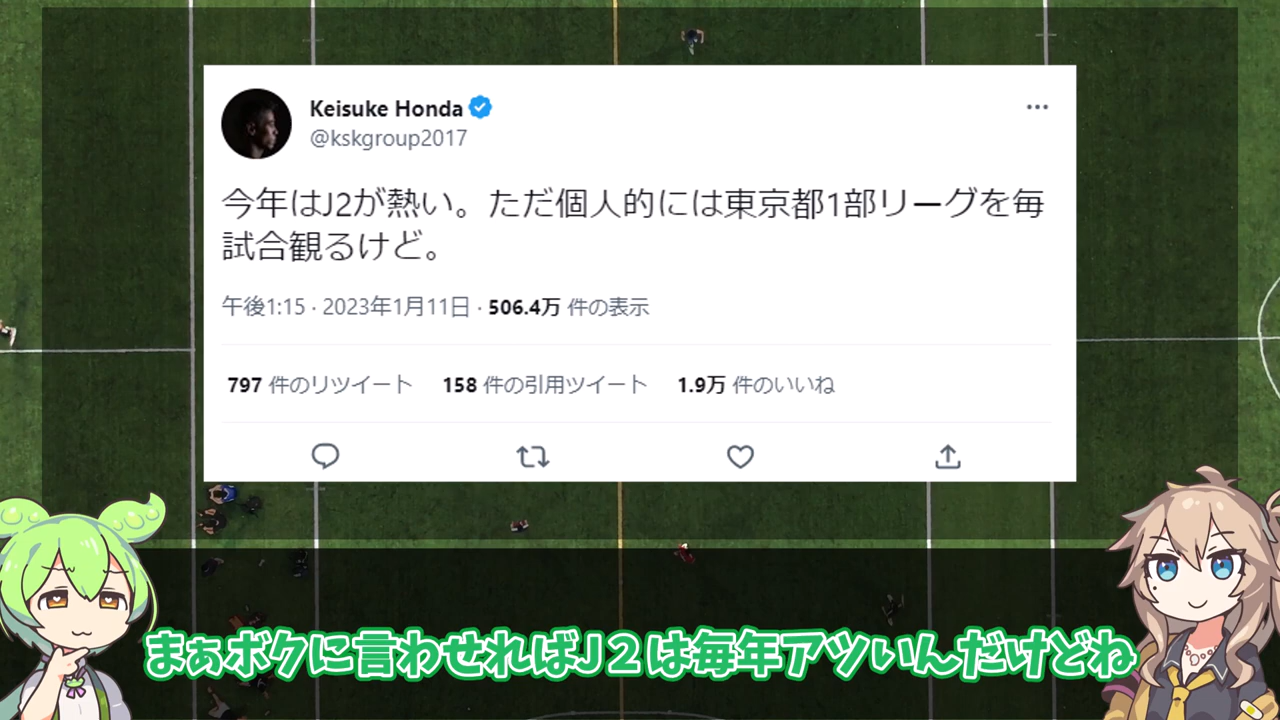 Keisuke Honda
@kskgroup2017
今年はJ2が熱い。ただ個人的には東京都1部リーグを毎
試合観るけど。
午後1:15 · 2023年1月11日 · 506.4万 件の表示
797 件のリツイート 158 件の引用ツイート 1.9万 件のいいね
まぁボクに言わせればJ２は毎年アツいんだけどね